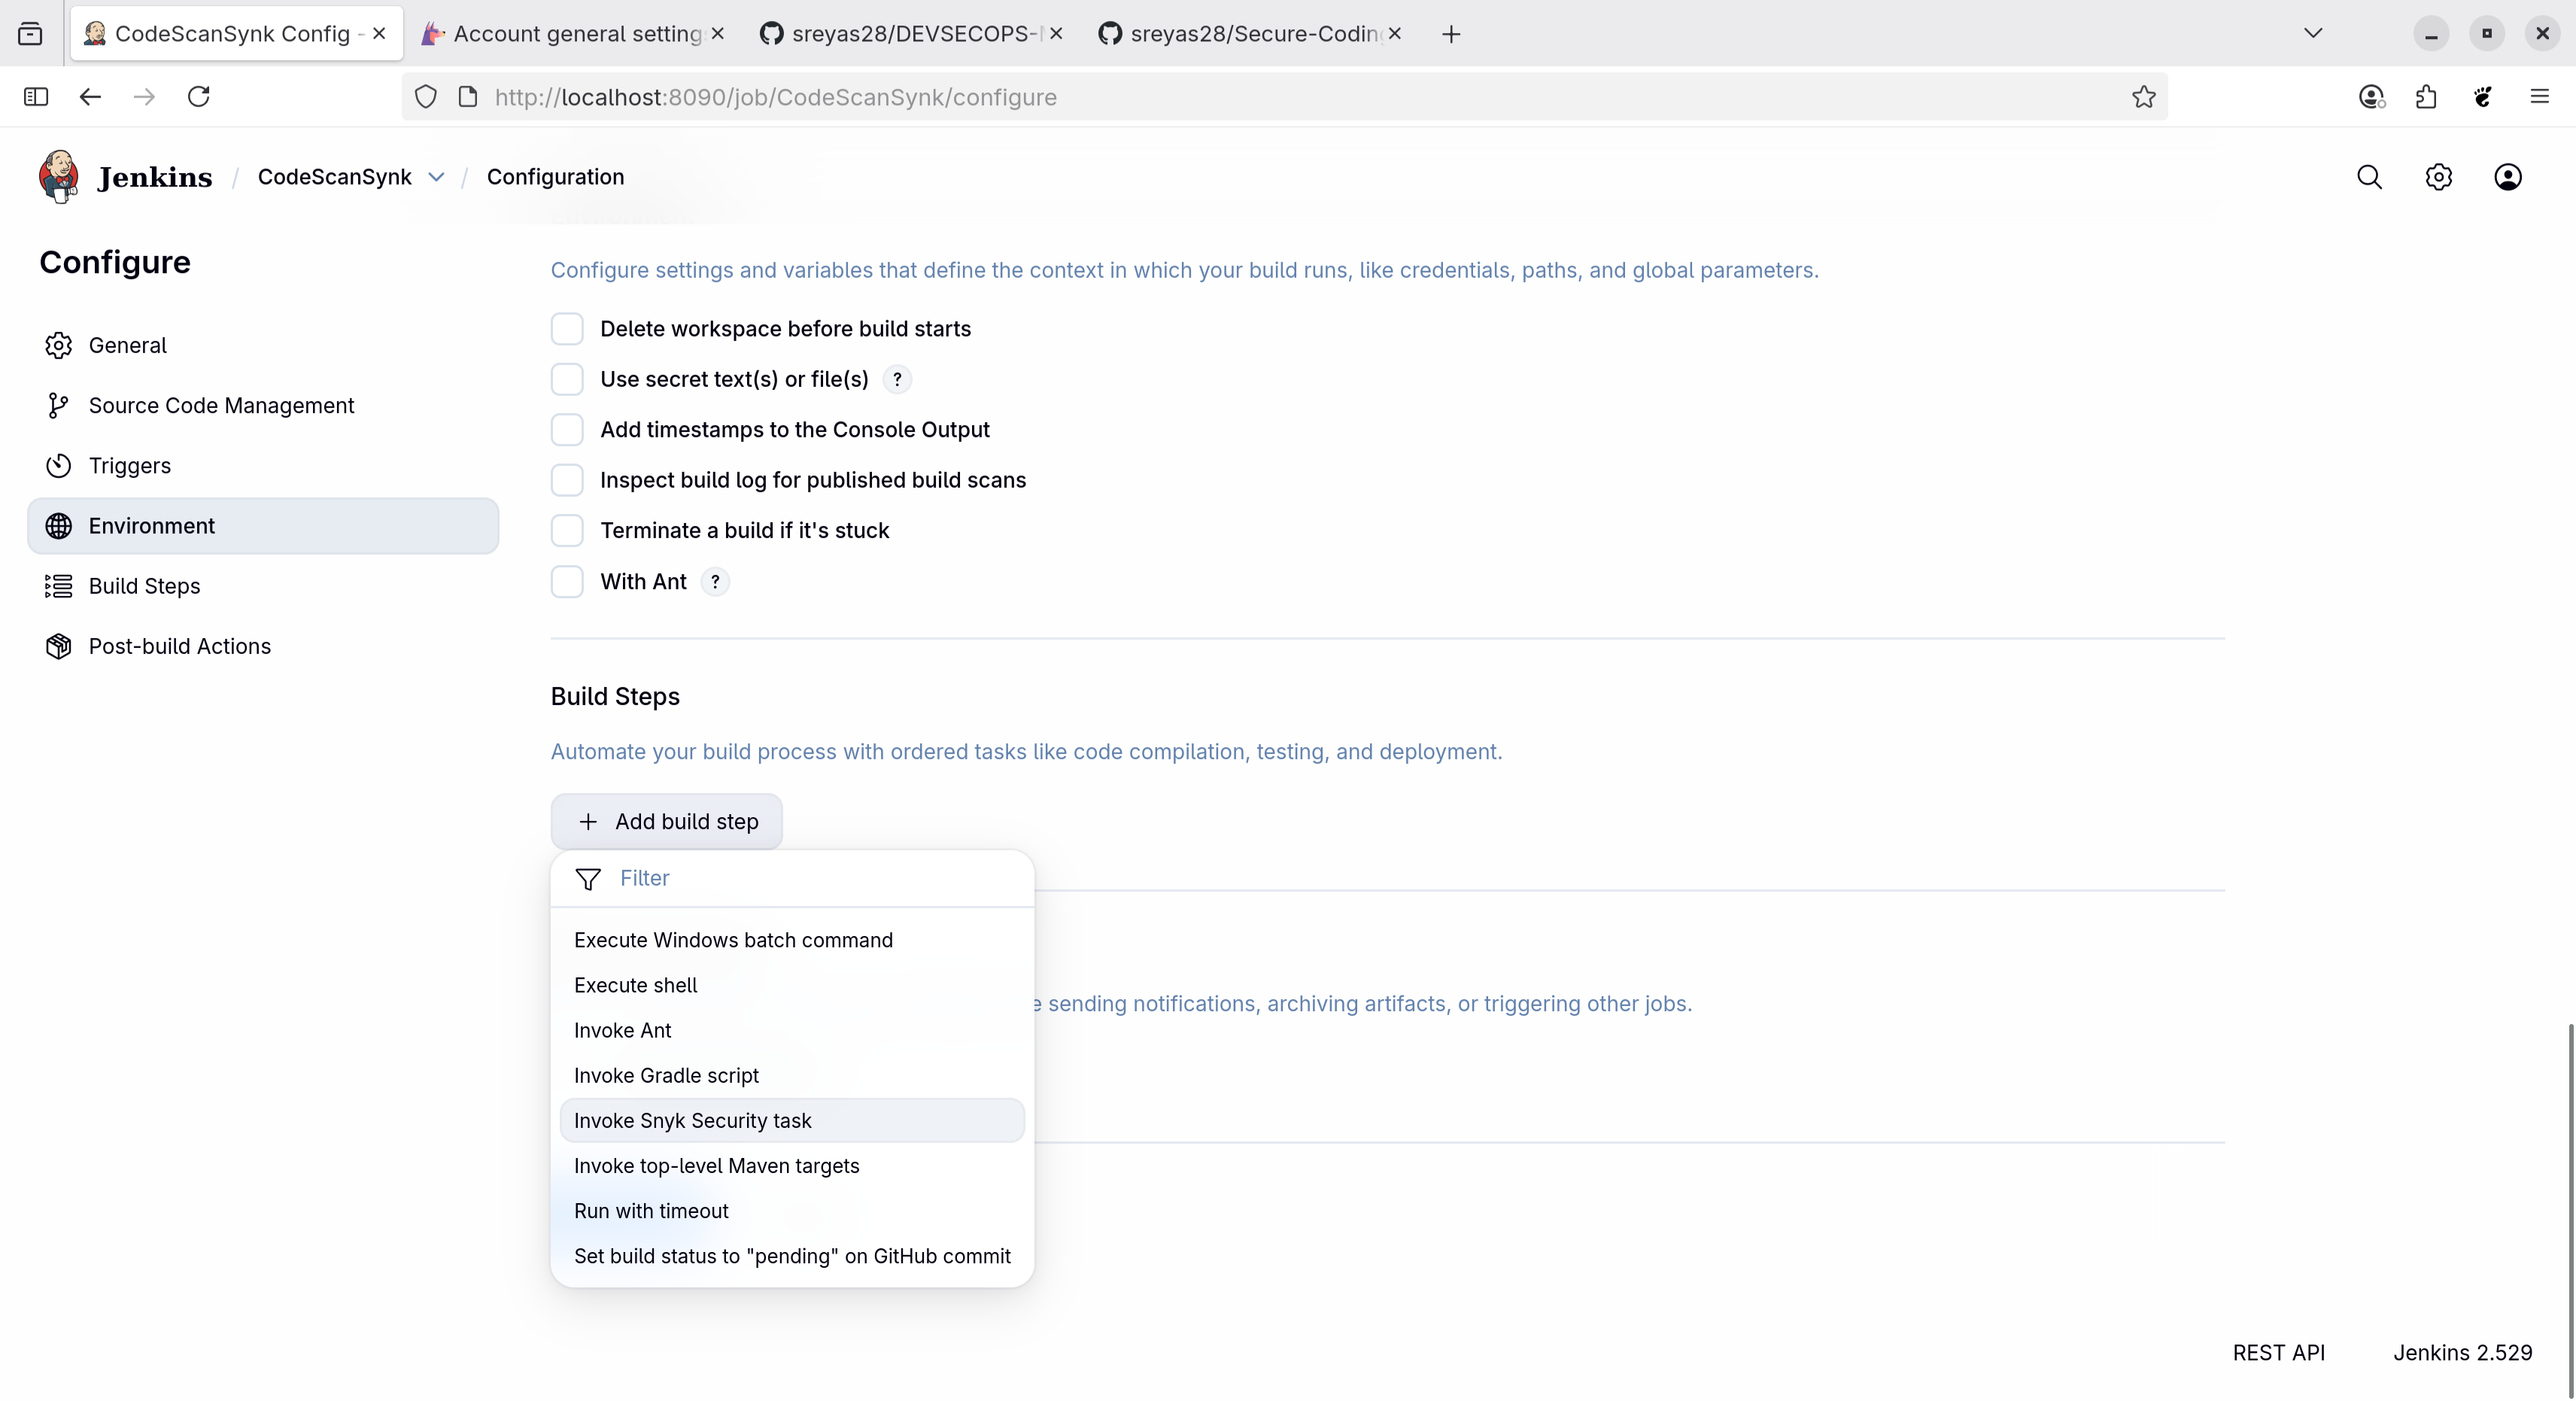 CodeScanSynk Config -
Account general setting
sreyas28/DEVSECOPS-
sreyas28/Secure-Coding
http://localhost:8090/job/CodeScanSynk/configure
Jenkins / CodeScanSynk / Configuration
Configure
General
Source Code Management
Triggers
Environment
Build Steps
Post-build Actions
Configure settings and variables that define the context in which your build runs, like credentials, paths, and global parameters.
Delete workspace before build starts
Use secret text(s) or file(s) ?
Add timestamps to the Console Output
Inspect build log for published build scans
Terminate a build if it's stuck
With Ant ?
Build Steps
Automate your build process with ordered tasks like code compilation, testing, and deployment.
+ Add build step
Filter
Execute Windows batch command
Execute shell
e sending notifications, archiving artifacts, or triggering other jobs.
Invoke Ant
Invoke Gradle script
Invoke Snyk Security task
Invoke top-level Maven targets
Run with timeout
Set build status to "pending" on GitHub commit
REST API
Jenkins 2.529